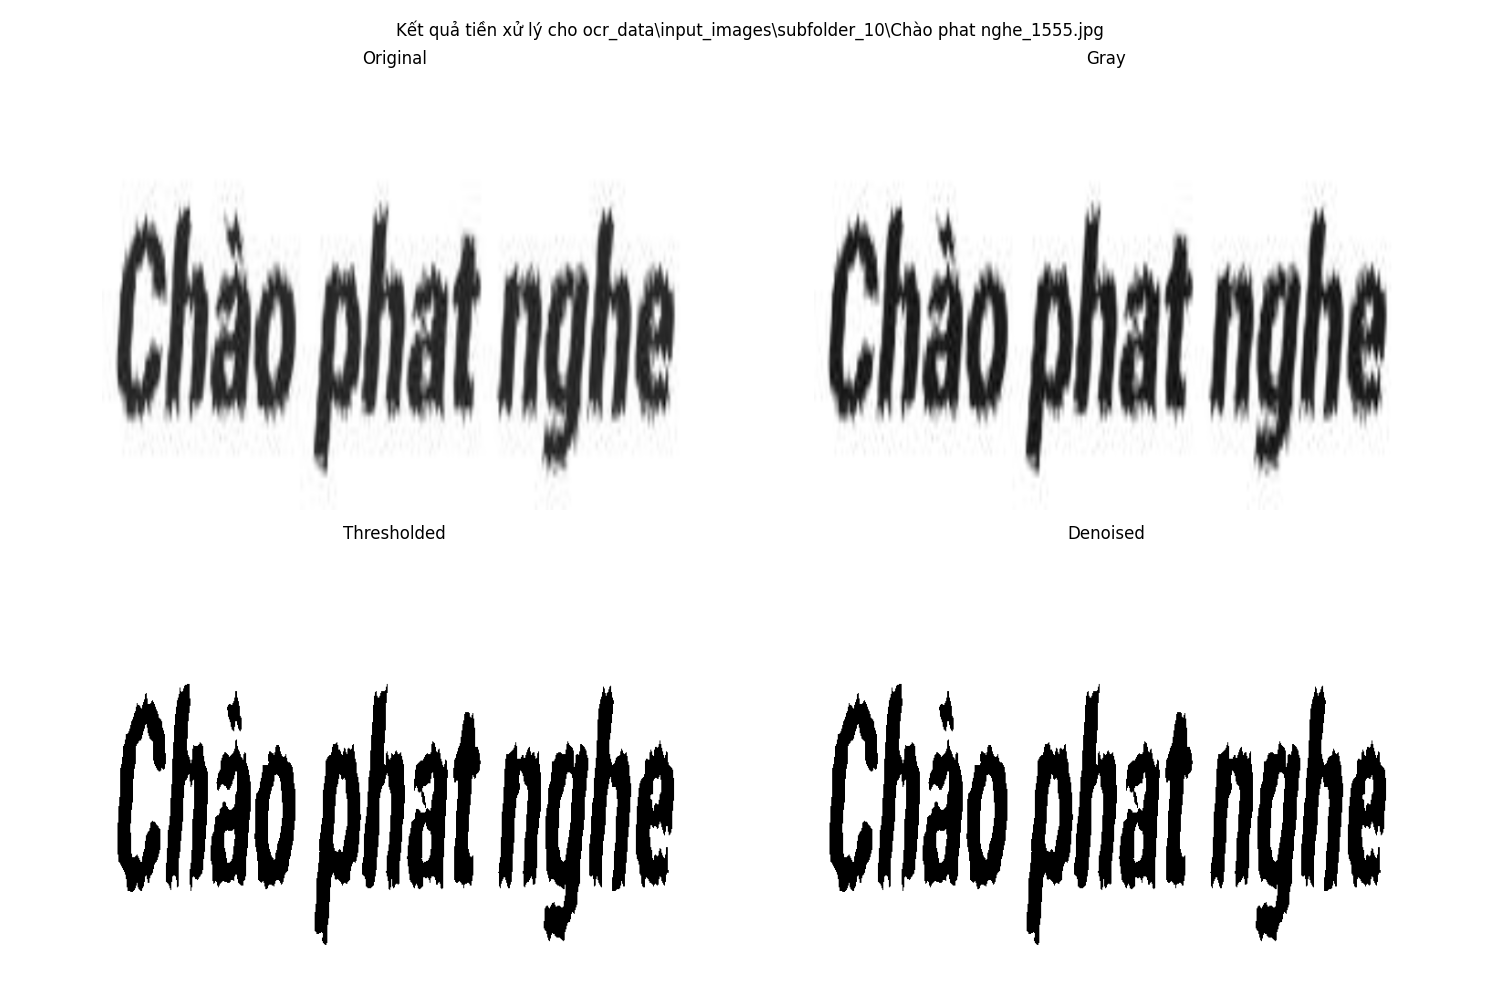 Kết quả tiền xử lý cho ocr_data\input_images\subfolder_10\Chào phat nghe_1555.jpg
Original
Gray
Chào phat nghe
Chào phat nghe
Thresholded
Denoised
Chào phat nghe
Chào phat nghe